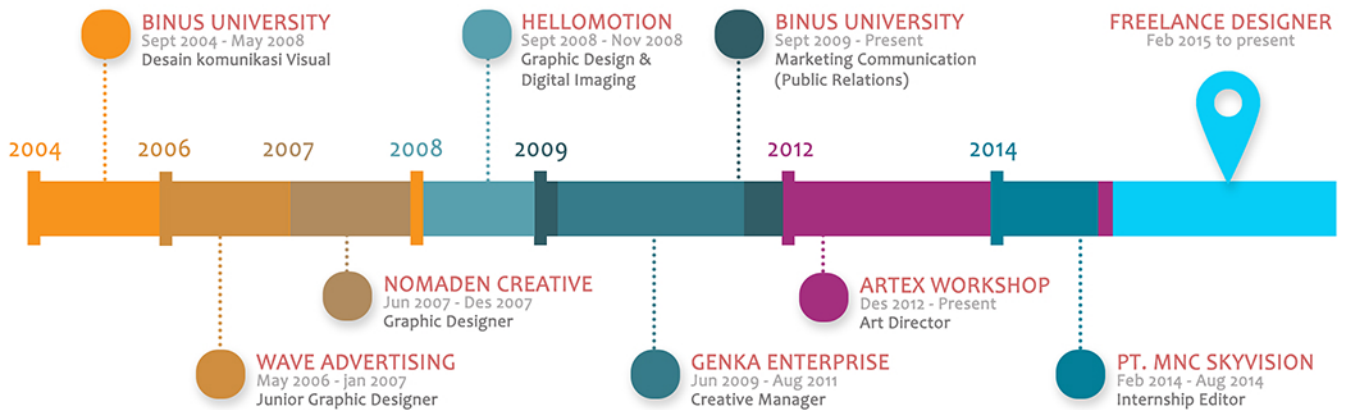 BINUS UNIVERSITY
Sept 2004 - May 2008
Desain komunikasi Visual
HELLOMOTION
Sept 2008 - Nov 2008
Graphic Design &
Digital Imaging
BINUS UNIVERSITY
Sept 2009 - Present
Marketing Communication
(Public Relations)
FREELANCE DESIGNER
Feb 2015 to present
2004
2006
2007
2008
2009
2012
2014
NOMADEN CREATIVE
Jun 2007 - Des 2007
Graphic Designer
ARTEX WORKSHOP
Des 2012 - Present
Art Director
WAVE ADVERTISING
May 2006 - jan 2007
Junior Graphic Designer
GENKA ENTERPRISE
Jun 2009 - Aug 2011
Creative Manager
PT. MNC SKYVISION
Feb 2014 - Aug 2014
Internship Editor